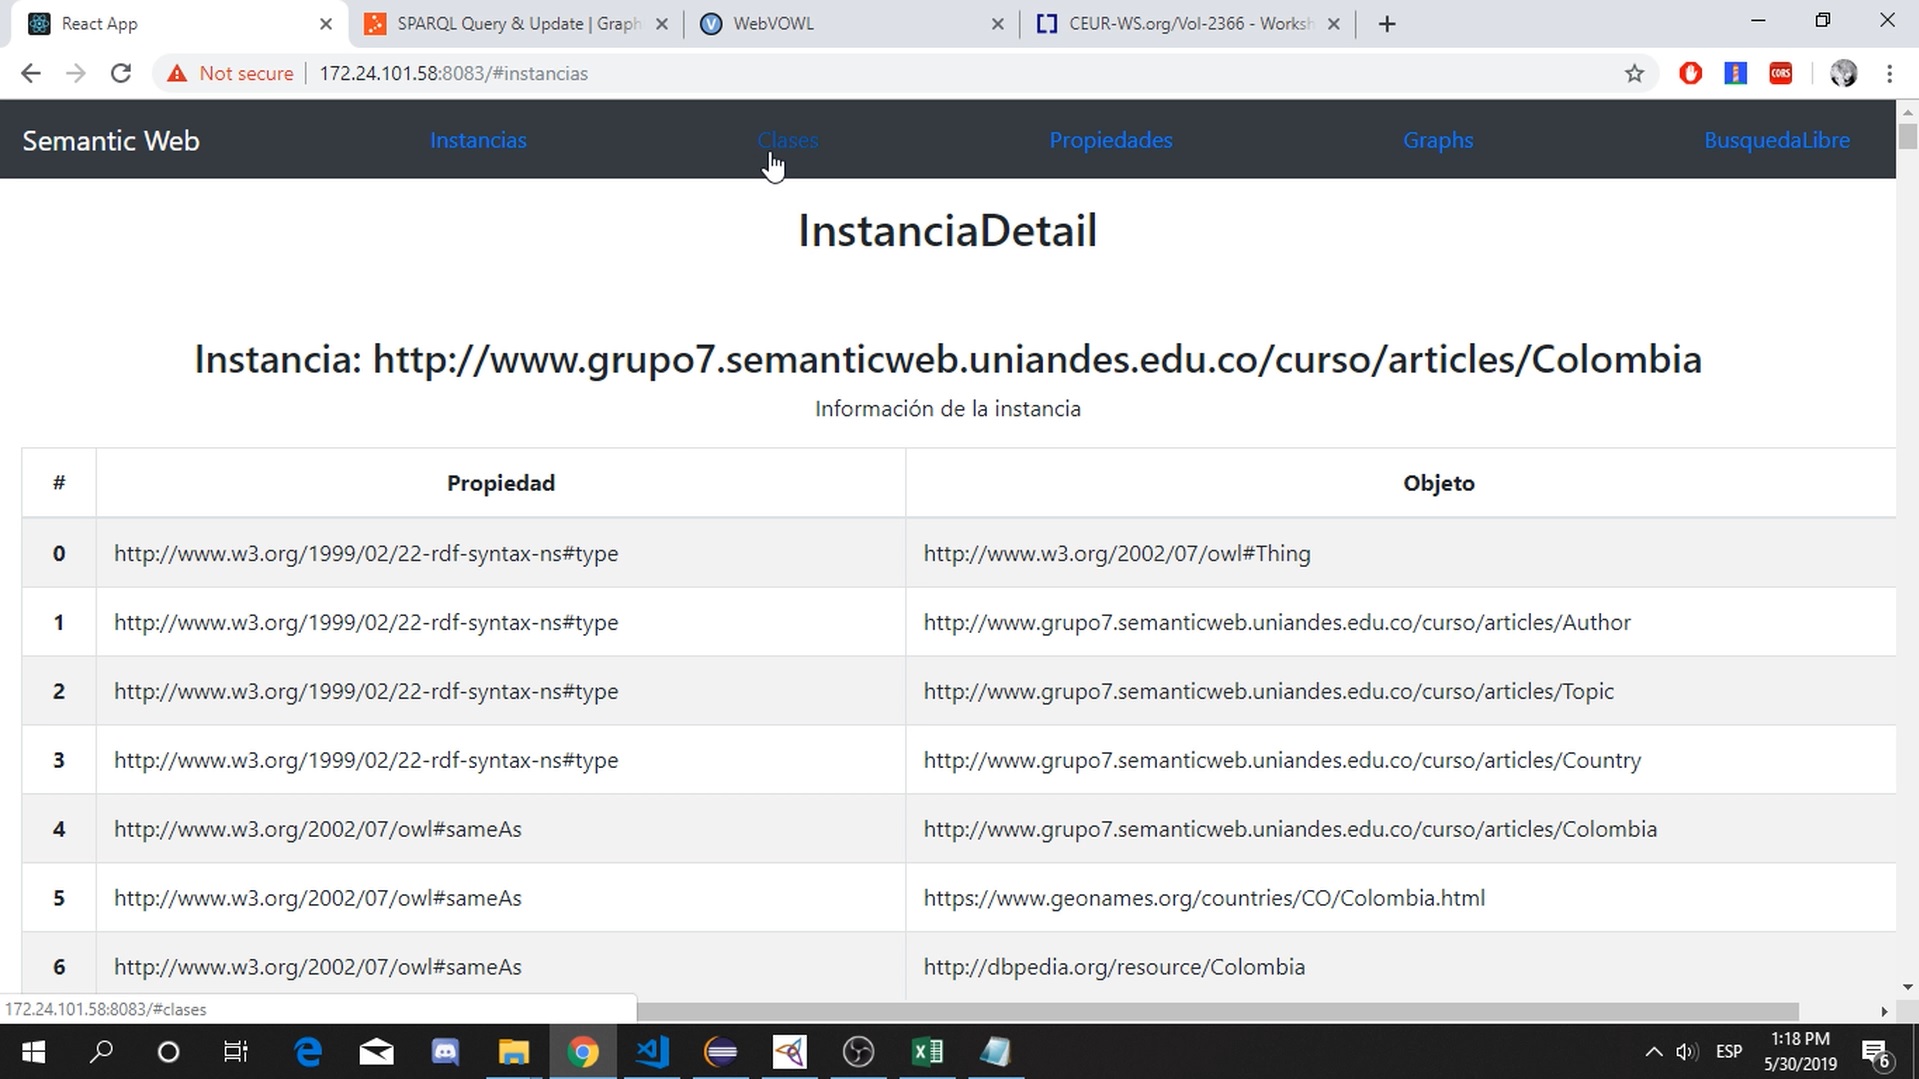 React App
SPARQL Query & Update | Graph
WebVOWL
CEUR-WS.org/Vol-2366 - Worksh
Not secure
172.24.101.58:8083/#instancias
CORS
Semantic Web
Instancias
Clases
Propiedades
Graphs
BusquedaLibre
InstanciaDetail
Instancia: http://www.grupo7.semanticweb.uniandes.edu.co/curso/articles/Colombia
Información de la instancia
# Propiedad Objeto
0 http://www.w3.org/1999/02/22-rdf-syntax-ns#type http://www.w3.org/2002/07/owl#Thing
1 http://www.w3.org/1999/02/22-rdf-syntax-ns#type http://www.grupo7.semanticweb.uniandes.edu.co/curso/articles/Author
2 http://www.w3.org/1999/02/22-rdf-syntax-ns#type http://www.grupo7.semanticweb.uniandes.edu.co/curso/articles/Topic
3 http://www.w3.org/1999/02/22-rdf-syntax-ns#type http://www.grupo7.semanticweb.uniandes.edu.co/curso/articles/Country
4 http://www.w3.org/2002/07/owl#sameAs http://www.grupo7.semanticweb.uniandes.edu.co/curso/articles/Colombia
5 http://www.w3.org/2002/07/owl#sameAs https://www.geonames.org/countries/CO/Colombia.html
6 http://www.w3.org/2002/07/owl#sameAs http://dbpedia.org/resource/Colombia
172.24.101.58:8083/#clases
ESP
1:18 PM
5/30/2019
6